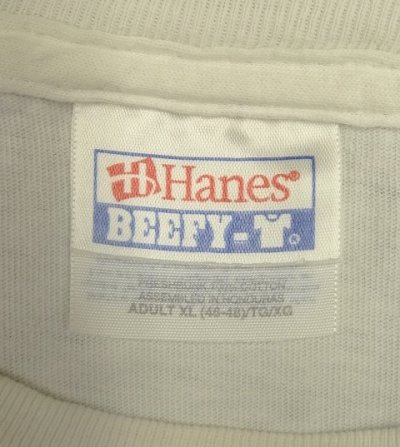 Hanes®
BEEFY-T®
PRESHRUNK 100% COTTON
ASSEMBLED IN HONDURAS
ADULT XL (46-48)/TG/XG